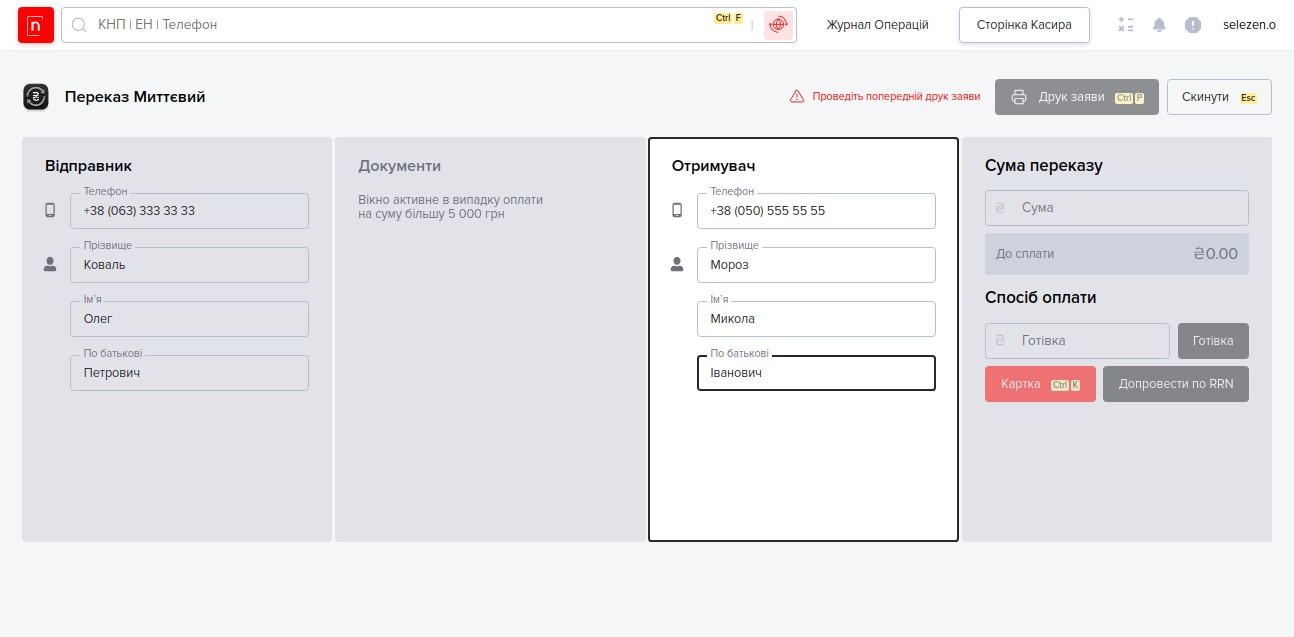 n
КНП | ЕН | Телефон
Ctrl F
Журнал Операцій
Сторінка Касира
selezen.o
Переказ Миттєвий
Проведіть попередній друк заяви
Друк заяви Ctrl P
Скинути Esc
Відправник
Телефон
+38 (063) 333 33 33
Прізвище
Коваль
Ім'я
Олег
По батькові
Петрович
Документи
Вікно активне в випадку оплати
на суму більшу 5 000 грн
Отримувач
Телефон
+38 (050) 555 55 55
Прізвище
Мороз
Ім'я
Микола
По батькові
Іванович
Сума переказу
₴ Сума
До сплати ₴0.00
Спосіб оплати
₴ Готівка
Готівка
Картка Ctrl K
Допровести по RRN